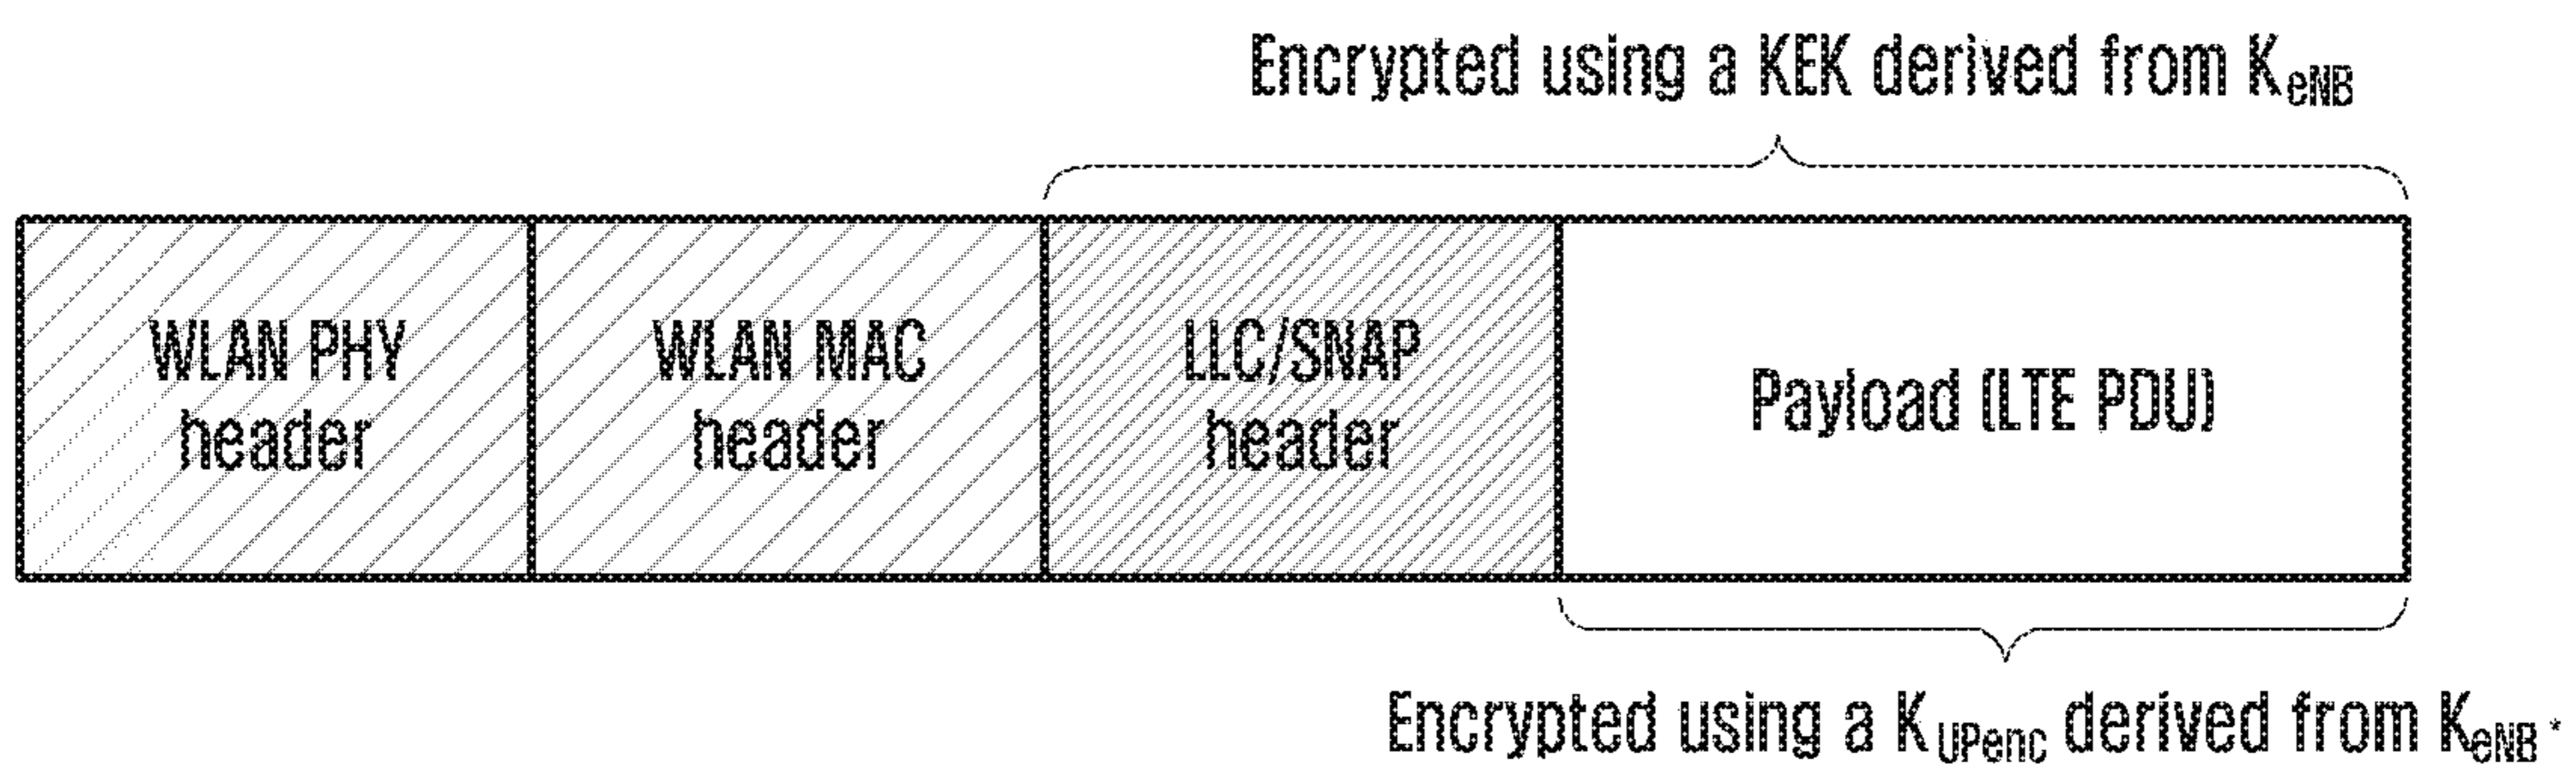 Encrypted using a KEK derived from KeNB
WLAN PHY
header
WLAN MAC
header
LLC/SNAP
header
Payload (LTE PDU)
Encrypted using a KUPenc derived from KeNB*